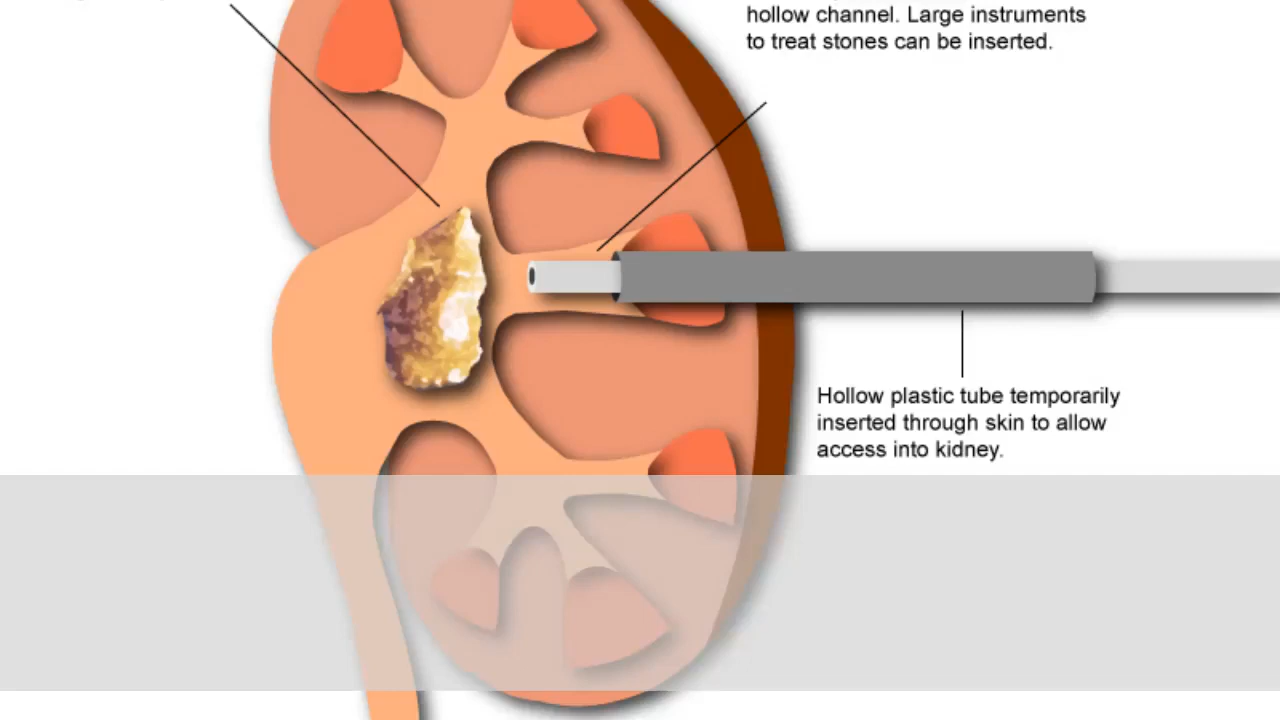 hollow channel. Large instruments
to treat stones can be inserted.
Hollow plastic tube temporarily
inserted through skin to allow
access into kidney.